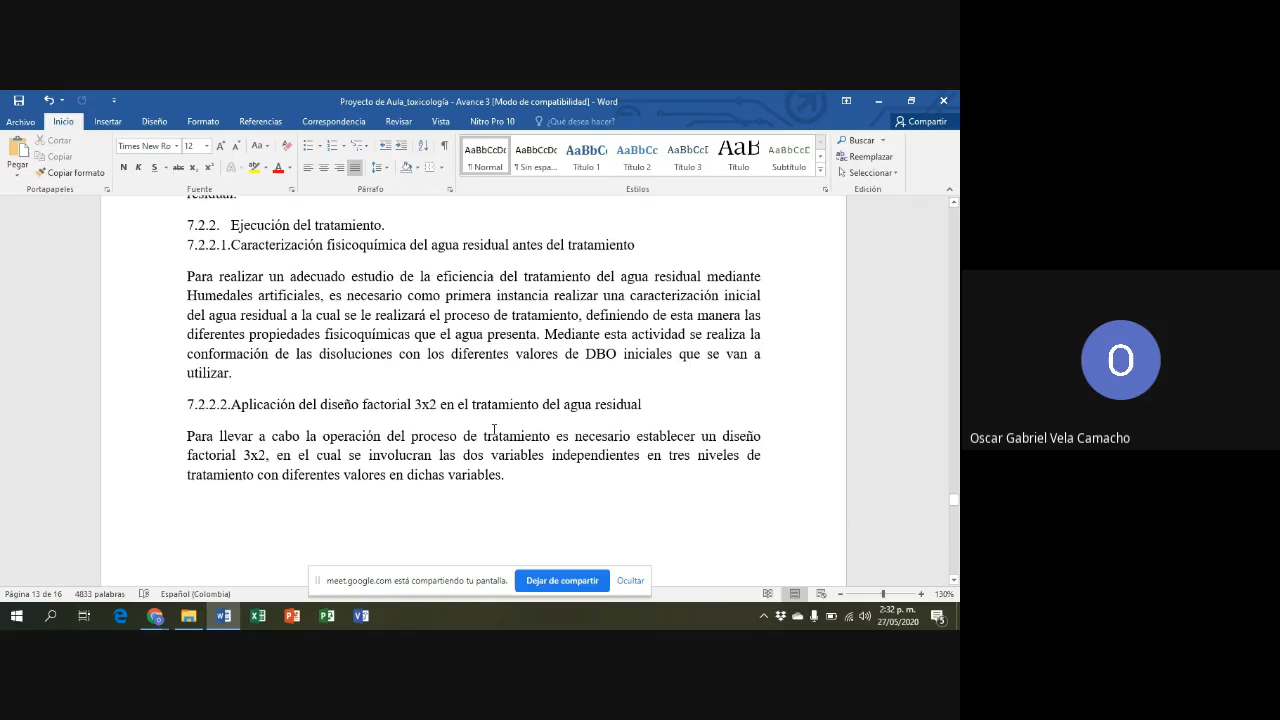 Proyecto de Aula_toxicología - Avance 3 [Modo de compatibilidad] - Word
Archivo Inicio Insertar Diseño Formato Referencias Correspondencia Revisar Vista Nitro Pro 10 ¿Qué desea hacer? Compartir
Pegar
Cortar
Copiar
Copiar formato
Portapapeles
Times New Ro 12
N K S abc x₂ x²
Fuente
Párrafo
AaBbCcDc AaBbCcDc AaBbC AaBbCc AaBbCcD AaB AaBbCcD
¶ Normal ¶ Sin espa... Título 1 Título 2 Título 3 Título Subtítulo
Estilos
Buscar
Reemplazar
Seleccionar
Edición
residual.
7.2.2. Ejecución del tratamiento.
7.2.2.1.Caracterización fisicoquímica del agua residual antes del tratamiento
Para realizar un adecuado estudio de la eficiencia del tratamiento del agua residual mediante
Humedales artificiales, es necesario como primera instancia realizar una caracterización inicial
del agua residual a la cual se le realizará el proceso de tratamiento, definiendo de esta manera las
diferentes propiedades fisicoquímicas que el agua presenta. Mediante esta actividad se realiza la
conformación de las disoluciones con los diferentes valores de DBO iniciales que se van a
utilizar.
7.2.2.2.Aplicación del diseño factorial 3x2 en el tratamiento del agua residual
Para llevar a cabo la operación del proceso de tratamiento es necesario establecer un diseño
factorial 3x2, en el cual se involucran las dos variables independientes en tres niveles de
tratamiento con diferentes valores en dichas variables.
meet.google.com está compartiendo tu pantalla. Dejar de compartir Ocultar
Página 13 de 16 4833 palabras Español (Colombia) 130%
2:32 p. m.
27/05/2020
5
O
Oscar Gabriel Vela Camacho